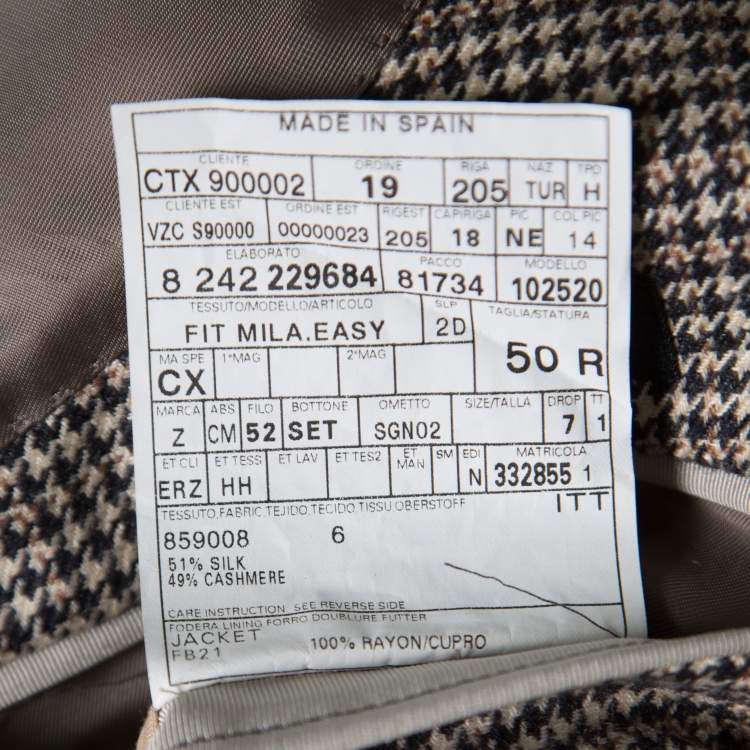 MADE IN SPAIN
CLIENTE ORDINE RIGA NAZ TPO
CTX 900002 19 205 TUR H
CLIENTE EST ORDINE EST RIGEST CAPIRIGA PIC COL PIC
VZC S90000 00000023 205 18 NE 14
ELABORATO PACCO MODELLO
8 242 229684 81734 102520
TESSUTO/MODELLO/ARTICOLO SLP TAGLIA/STATURA
FIT MILA.EASY 2D 50 R
MA SPE 1°MAG 2°MAG
CX
MARCA ABS FILO BOTTONE OMETTO SIZE/TALLA DROP TT
Z CM 52 SET SGN02 7 1
ET CLI ET TESS ET LAV ET TES2 ET MAN SM EDI MATRICOLA
ERZ HH N 332855 1
TESSUTO,FABRIC,TEJIDO,TECIDO TISSU,OBERSTOFF ITT
859008 6
51% SILK
49% CASHMERE
CARE INSTRUCTION SEE REVERSE SIDE
FODERA LINING FORRO DOUBLURE FUTTER
JACKET 100% RAYON/CUPRO
FB21